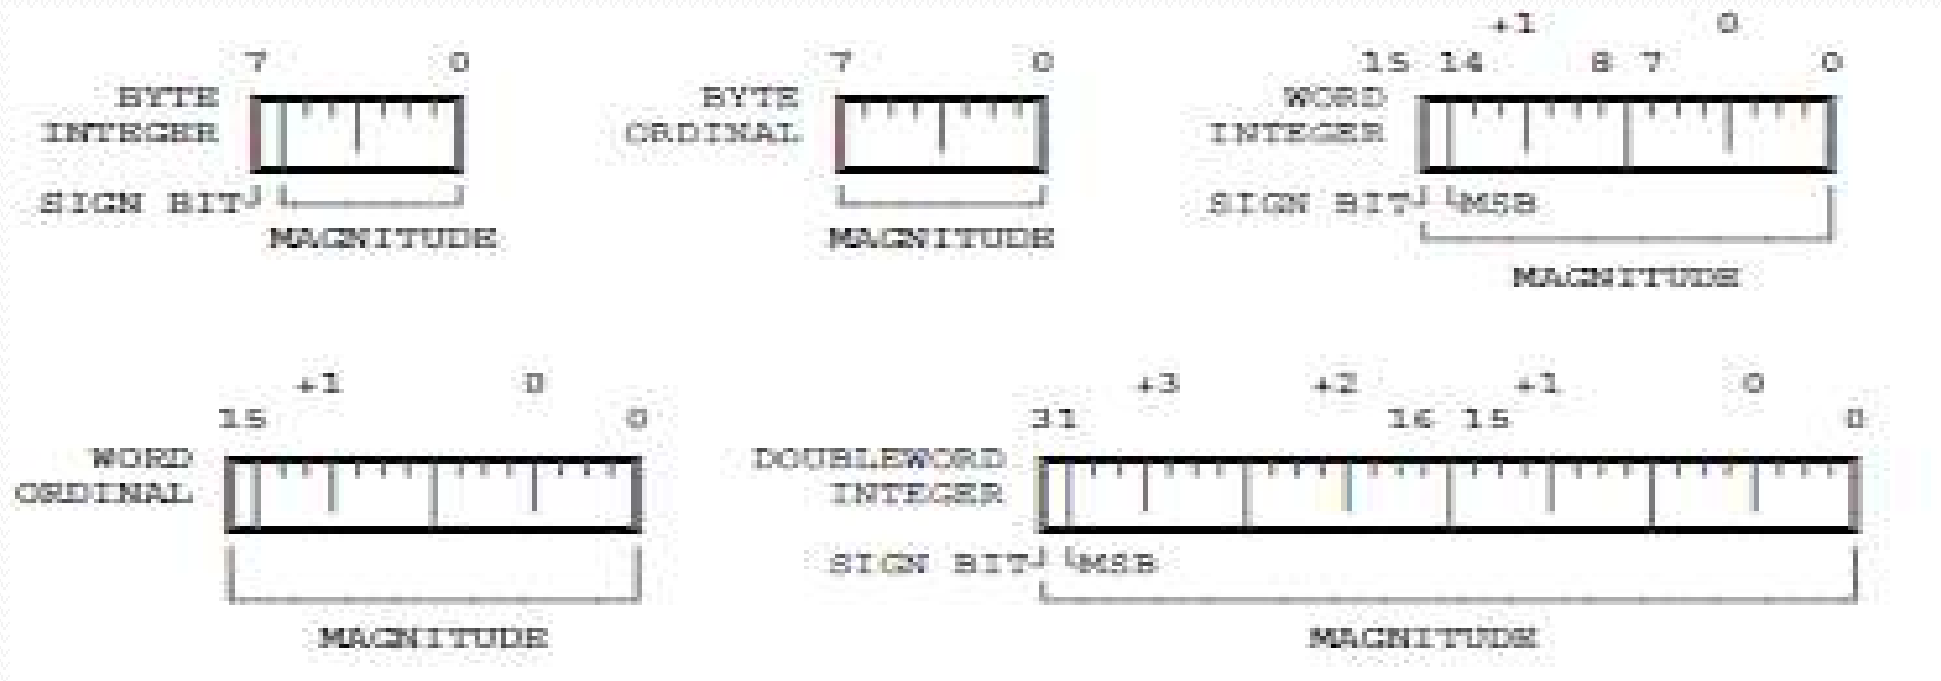 7 0
BYTE
INTEGER
SIGN BIT
MAGNITUDE
7 0
BYTE
ORDINAL
MAGNITUDE
+1 0
15 14 8 7 0
WORD
INTEGER
SIGN BIT MSB
MAGNITUDE
+1 0
15 0
WORD
ORDINAL
MAGNITUDE
+3 +2 +1 0
31 16 15 0
DOUBLEWORD
INTEGER
SIGN BIT MSB
MAGNITUDE